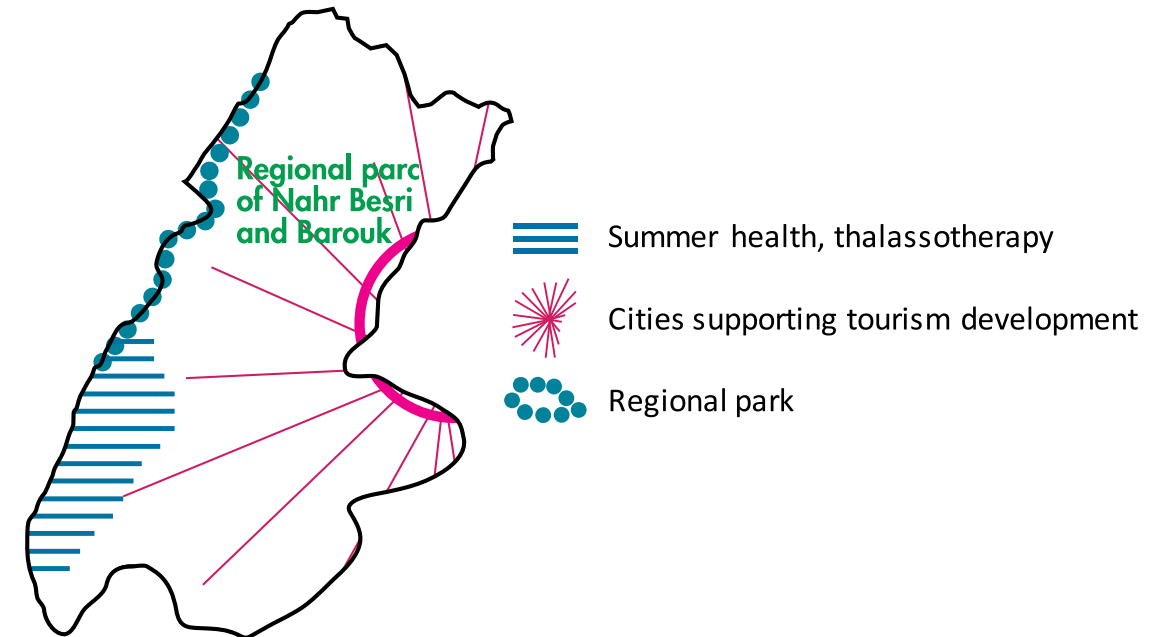 Regional parc
of Nahr Besri
and Barouk
Summer health, thalassotherapy
Cities supporting tourism development
Regional park